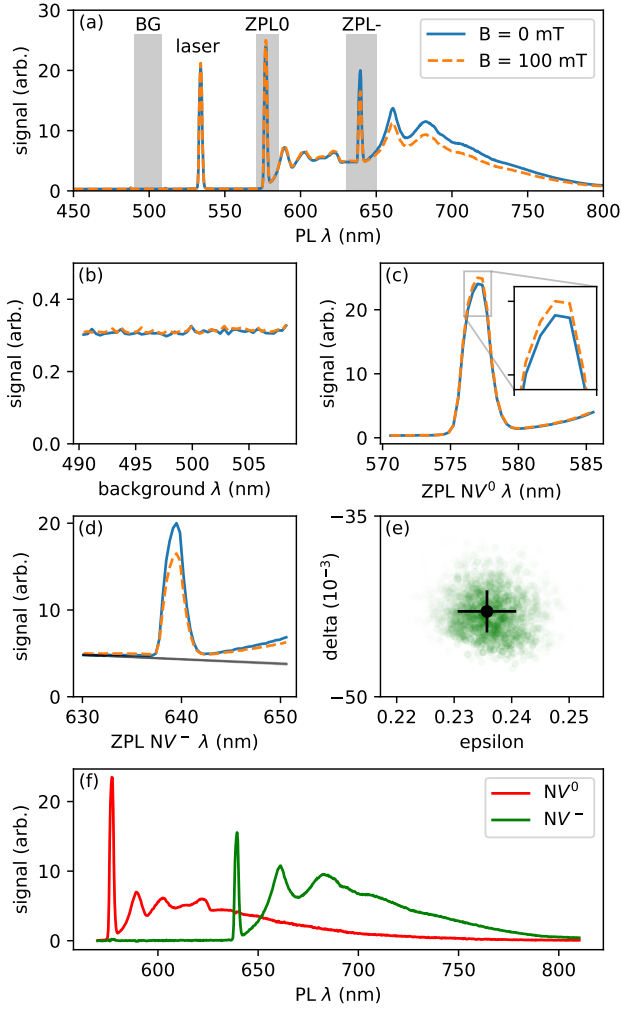 (a)
BG
laser
ZPL0
ZPL-
B = 0 mT
B = 100 mT
signal (arb.)
30
20
10
0
450 500 550 600 650 700 750 800
PL λ (nm)
(b)
signal (arb.)
0.4
0.2
0.0
490 495 500 505
background λ (nm)
(c)
signal (arb.)
20
10
0
570 575 580 585
ZPL NV⁰ λ (nm)
(d)
signal (arb.)
20
10
0
630 640 650
ZPL NV⁻ λ (nm)
(e)
delta (10⁻³)
−35
−50
0.22 0.23 0.24 0.25
epsilon
(f)
NV⁰
NV⁻
signal (arb.)
20
10
0
600 650 700 750 800
PL λ (nm)